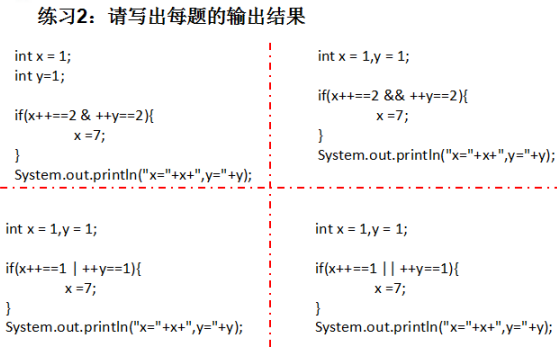 练习2：请写出每题的输出结果
int x = 1;
int y=1;
if(x++==2 & ++y==2){
x =7;
}
System.out.println("x="+x+",y="+y);
int x = 1,y = 1;
if(x++==2 && ++y==2){
x =7;
}
System.out.println("x="+x+",y="+y);
int x = 1,y = 1;
if(x++==1 | ++y==1){
x =7;
}
System.out.println("x="+x+",y="+y);
int x = 1,y = 1;
if(x++==1 || ++y==1){
x =7;
}
System.out.println("x="+x+",y="+y);